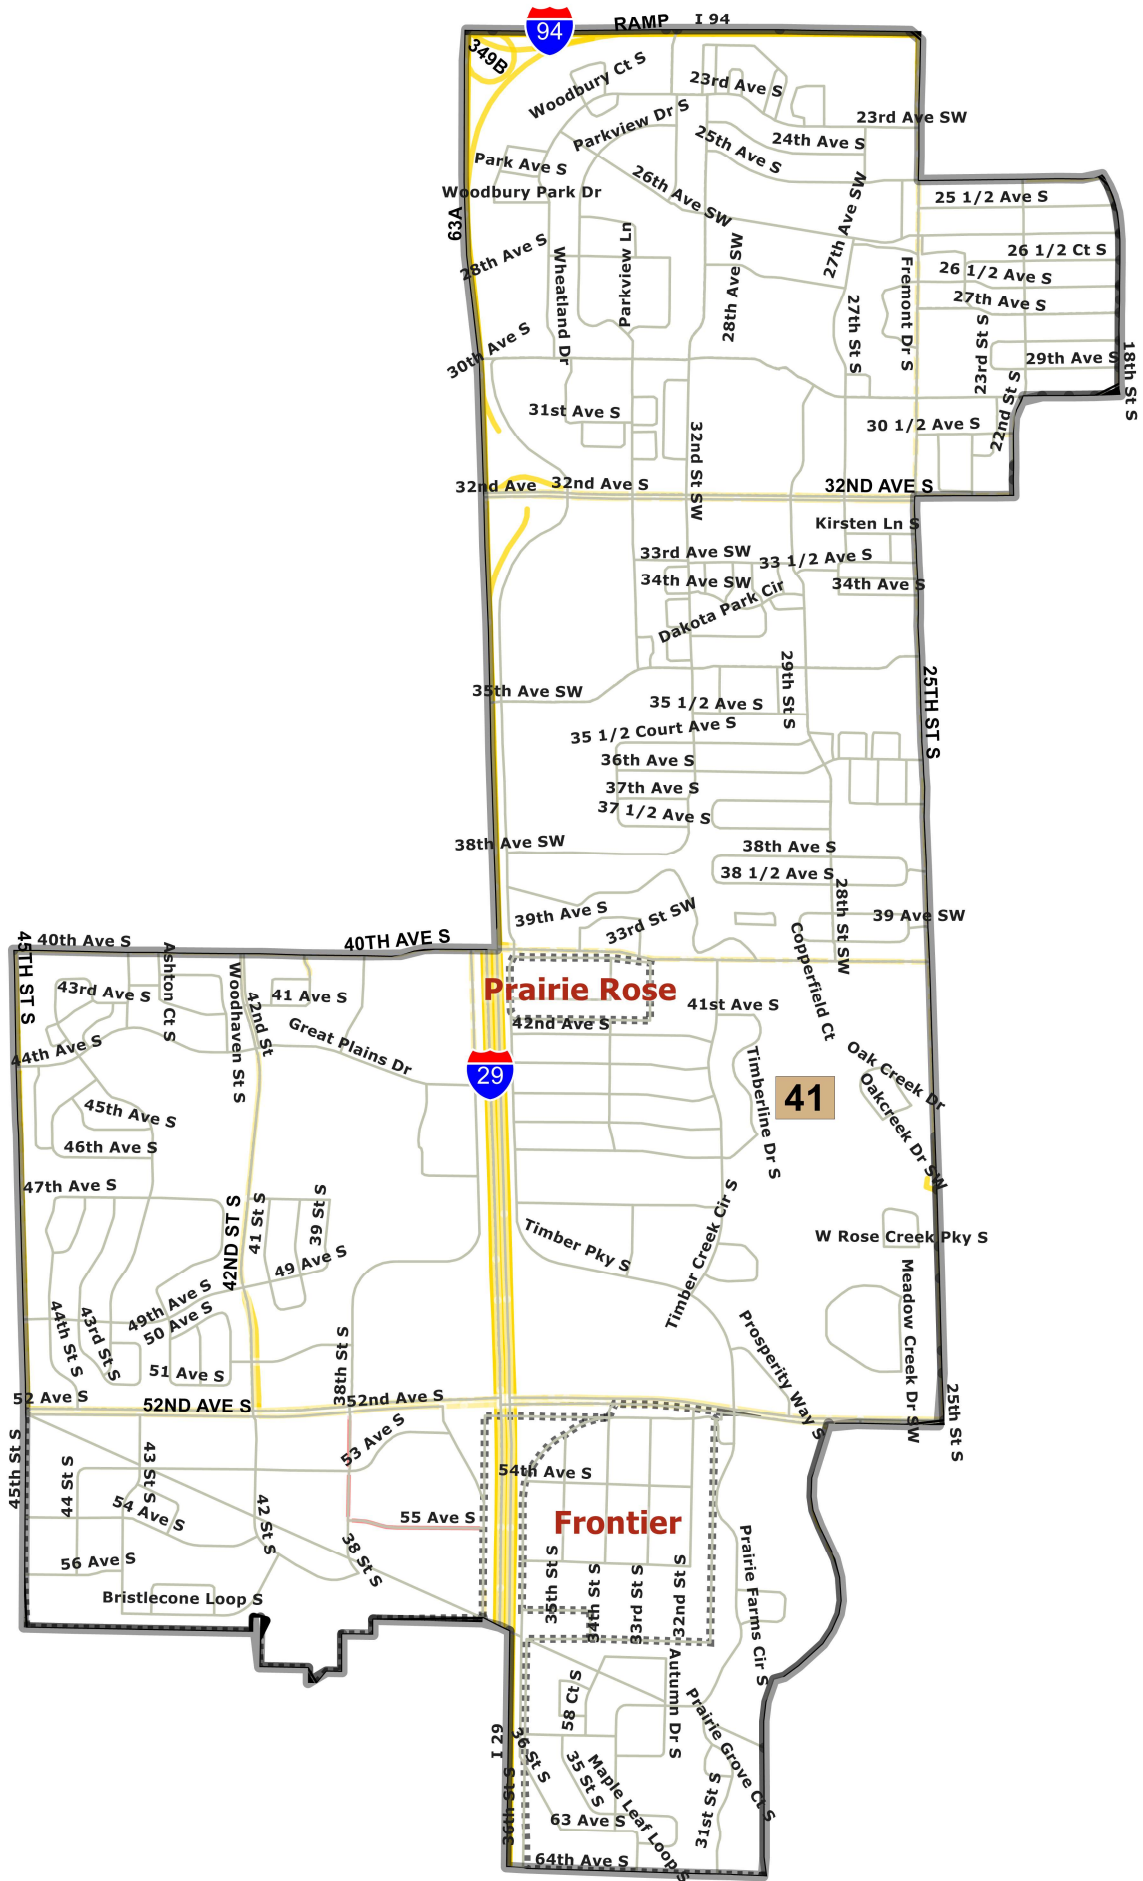 RAMP
I 94
94
349B
Woodbury Ct S
23rd Ave S
Parkview Dr S
23rd Ave SW
24th Ave S
25th Ave S
Park Ave S
26th Ave SW
Woodbury Park Dr
25 1/2 Ave S
63A
27th Ave SW
28th Ave S
Wheatland Dr
Parkview Ln
28th Ave SW
Fremont Dr S
26 1/2 Ct S
26 1/2 Ave S
27th Ave S
27th St S
23rd St S
30th Ave S
29th Ave S
18th St S
22nd St S
31st Ave S
32nd St SW
30 1/2 Ave S
32nd Ave
32nd Ave S
32ND AVE S
Kirsten Ln S
33rd Ave SW
33 1/2 Ave S
34th Ave SW
34th Ave S
Dakota Park Cir
29th St S
25TH ST S
35th Ave SW
35 1/2 Ave S
35 1/2 Court Ave S
36th Ave S
37th Ave S
37 1/2 Ave S
38th Ave SW
38th Ave S
38 1/2 Ave S
28th St SW
39th Ave S
33rd St SW
39 Ave SW
Copperfield Ct
45TH ST S
40th Ave S
40TH AVE S
Ashton Ct S
Woodhaven St S
42nd St
43rd Ave S
41 Ave S
Prairie Rose
41st Ave S
42nd Ave S
Great Plains Dr
44th Ave S
29
41
Timberline Dr S
Oak Creek Dr
Oakcreek Dr SW
45th Ave S
46th Ave S
47th Ave S
42ND ST S
41 St S
39 St S
49 Ave S
Timber Pky S
Timber Creek Cir S
W Rose Creek Pky S
Meadow Creek Dr SW
49th Ave S
50 Ave S
44th St S
43rd St S
51 Ave S
38th St S
Prosperity Way S
52 Ave S
52ND AVE S
52nd Ave S
25th St S
45th St S
44 St S
43 St S
53 Ave S
54th Ave S
54 Ave S
42 St S
55 Ave S
Frontier
38 St S
56 Ave S
Bristlecone Loop S
35th St S
34th St S
33rd St S
32nd St S
Prairie Farms Cir S
58 Ct S
Autumn Dr S
Prairie Grove Ct S
I 29
36 St S
35 St S
Maple Leaf Loop S
31st St S
36th St S
63 Ave S
64th Ave S